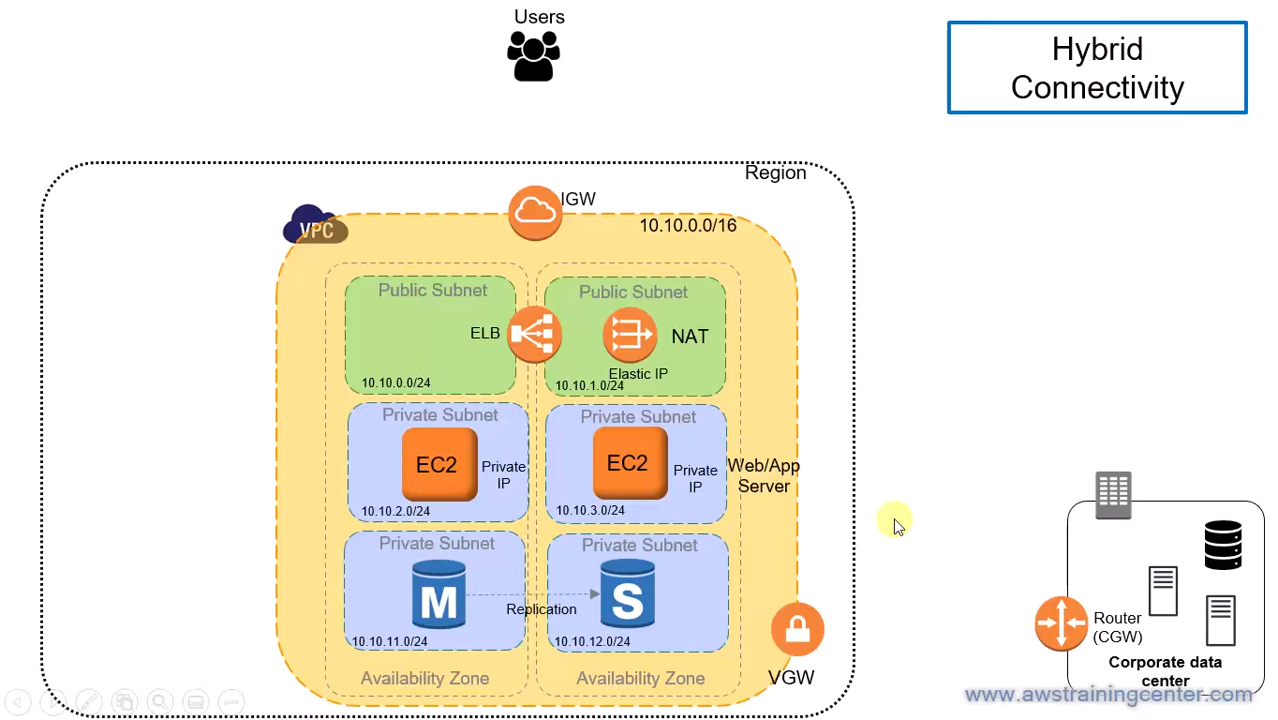 Users
Hybrid
Connectivity
Region
IGW
VPC
10.10.0.0/16
Public Subnet
Public Subnet
ELB
NAT
Elastic IP
10.10.0.0/24
10.10.1.0/24
Private Subnet
Private Subnet
EC2
Private
IP
EC2
Private
IP
Web/App
Server
10.10.2.0/24
10.10.3.0/24
Private Subnet
Private Subnet
M
Replication
S
10.10.11.0/24
10.10.12.0/24
Availability Zone
Availability Zone
VGW
Router
(CGW)
Corporate data
center
www.awstrainingcenter.com